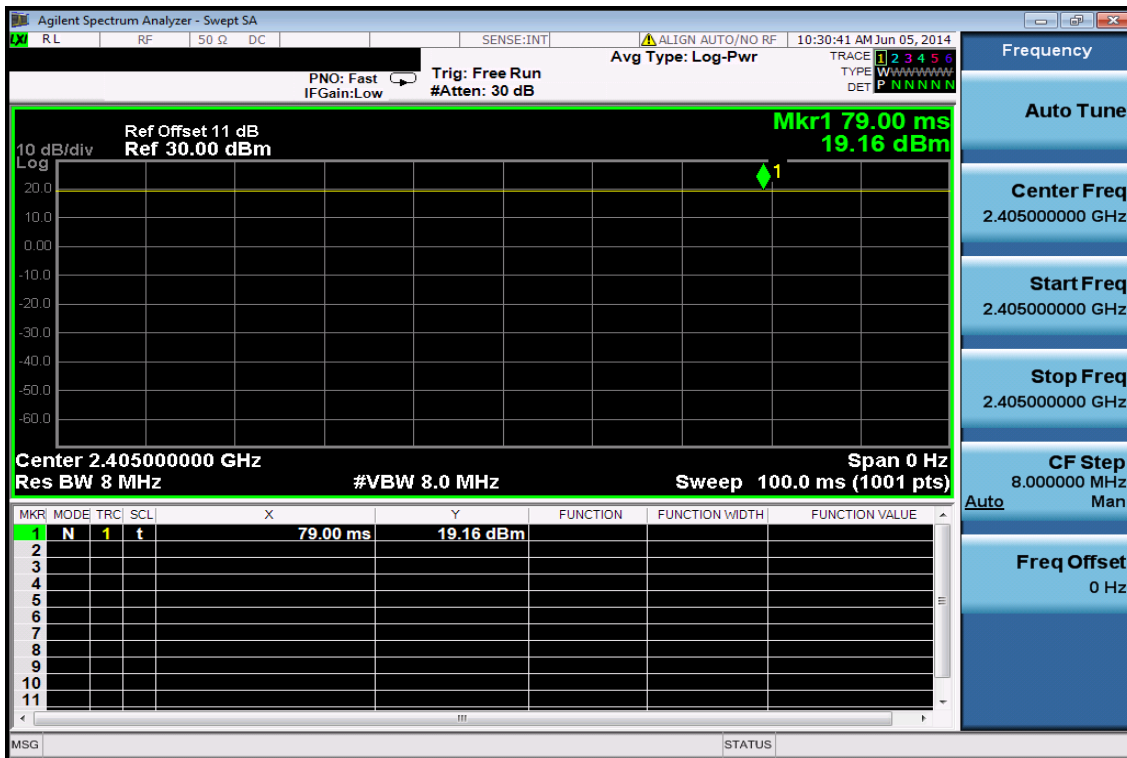 Agilent Spectrum Analyzer - Swept SA
LXI RL RF 50 Ω DC SENSE:INT ALIGN AUTO/NO RF 10:30:41 AM Jun 05, 2014
PNO: Fast
IFGain:Low
Trig: Free Run
#Atten: 30 dB
Avg Type: Log-Pwr
TRACE 1 2 3 4 5 6
TYPE WWWWWW
DET P N N N N N
Ref Offset 11 dB
Ref 30.00 dBm
10 dB/div
Log
Mkr1 79.00 ms
19.16 dBm
1
20.0
10.0
0.00
-10.0
-20.0
-30.0
-40.0
-50.0
-60.0
Center 2.405000000 GHz Span 0 Hz
Res BW 8 MHz #VBW 8.0 MHz Sweep 100.0 ms (1001 pts)
MKR MODE TRC SCL X Y FUNCTION FUNCTION WIDTH FUNCTION VALUE
1 N 1 t 79.00 ms 19.16 dBm
2
3
4
5
6
7
8
9
10
11
MSG STATUS
Frequency
Auto Tune
Center Freq
2.405000000 GHz
Start Freq
2.405000000 GHz
Stop Freq
2.405000000 GHz
CF Step
8.000000 MHz
Auto Man
Freq Offset
0 Hz